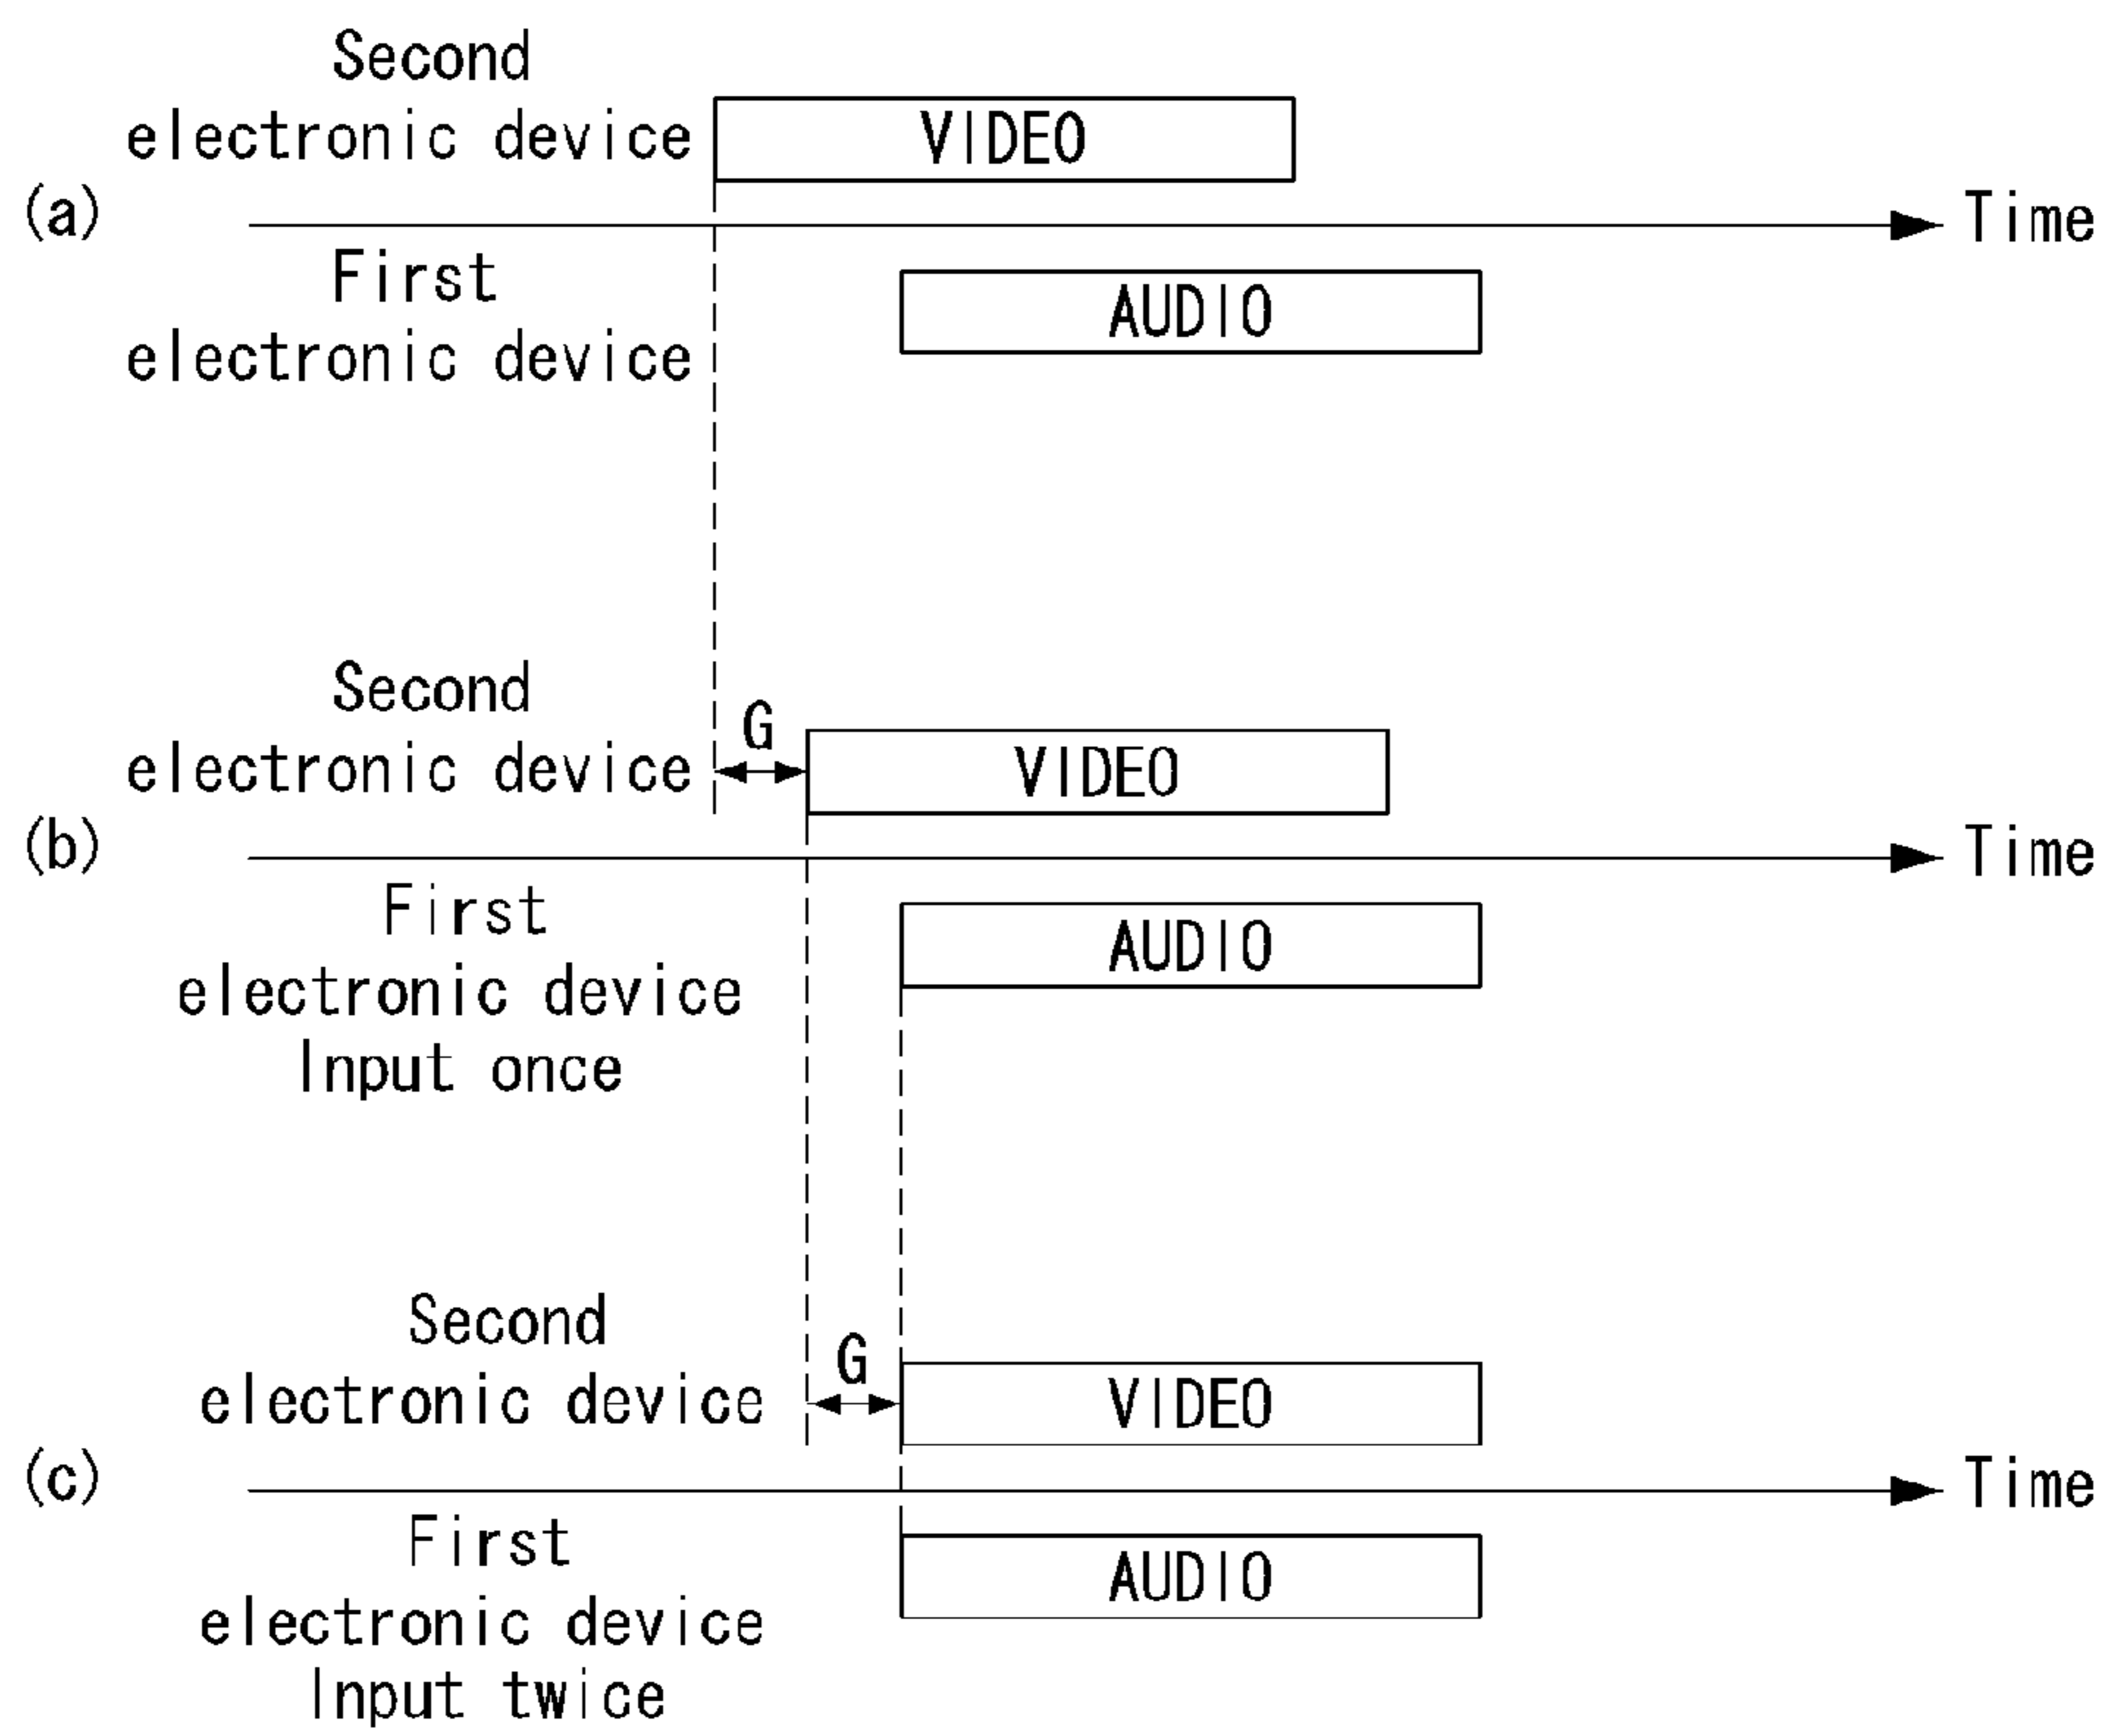 Second
electronic device
VIDEO
(a)
Time
First
electronic device
AUDIO
Second
electronic device
G
VIDEO
(b)
Time
First
electronic device
Input once
AUDIO
Second
electronic device
G
VIDEO
(c)
Time
First
electronic device
Input twice
AUDIO